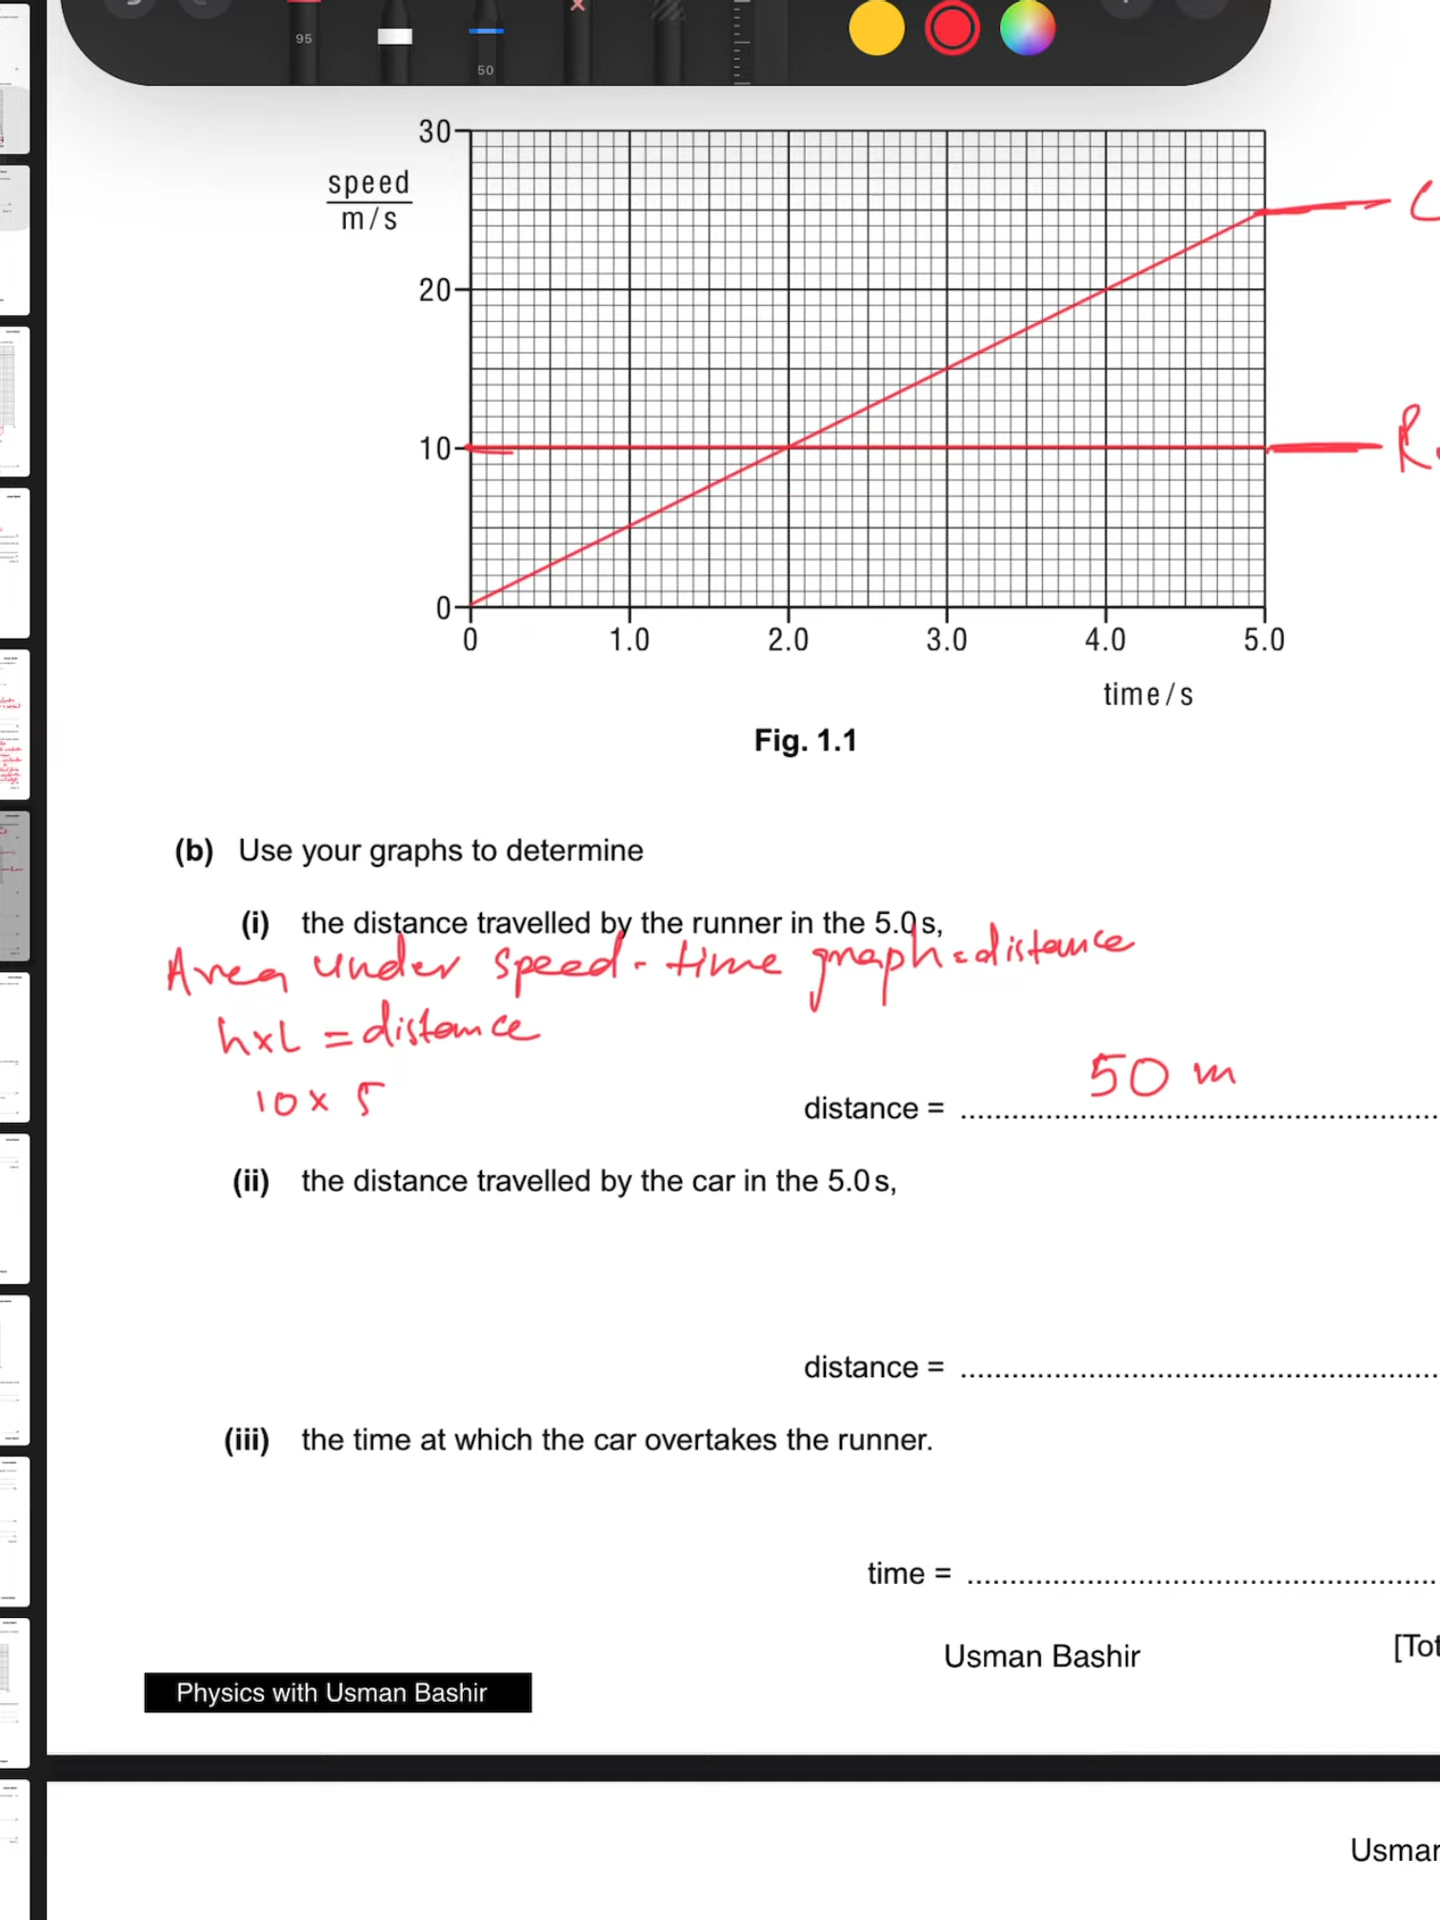 95
50
30
speed
m/s
20
10
0
0 1.0 2.0 3.0 4.0 5.0
time/s
Fig. 1.1
(b) Use your graphs to determine
(i) the distance travelled by the runner in the 5.0 s,
Area under speed-time graph=distance
h×L = distance
10 × 5
distance = 50 m
(ii) the distance travelled by the car in the 5.0 s,
distance =
(iii) the time at which the car overtakes the runner.
time =
Usman Bashir
[Tot
Physics with Usman Bashir
Usmar